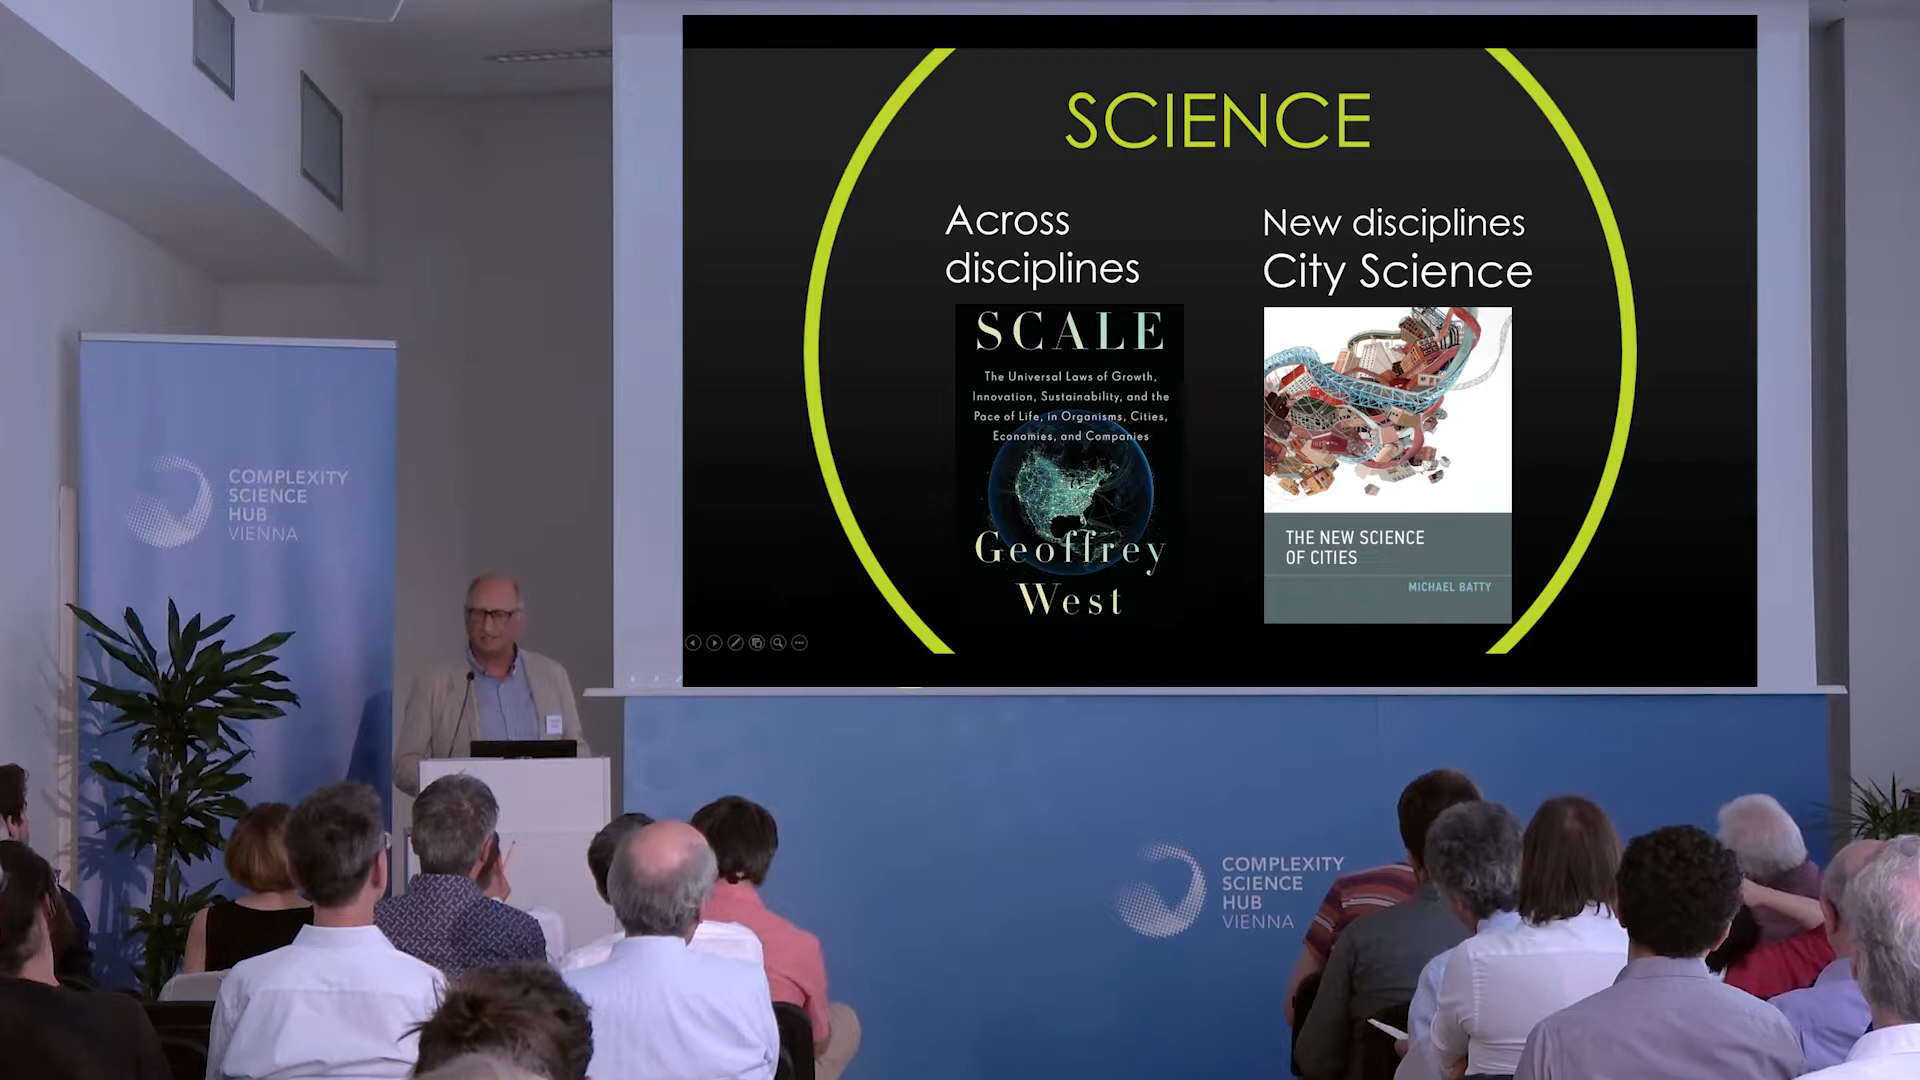 SCIENCE
Across
disciplines
New disciplines
City Science
SCALE
The Universal Laws of Growth,
Innovation, Sustainability, and the
Pace of Life, in Organisms, Cities,
Economies, and Companies
Geoffrey
West
THE NEW SCIENCE
OF CITIES
MICHAEL BATTY
COMPLEXITY
SCIENCE
HUB
VIENNA
COMPLEXITY
SCIENCE
HUB
VIENNA